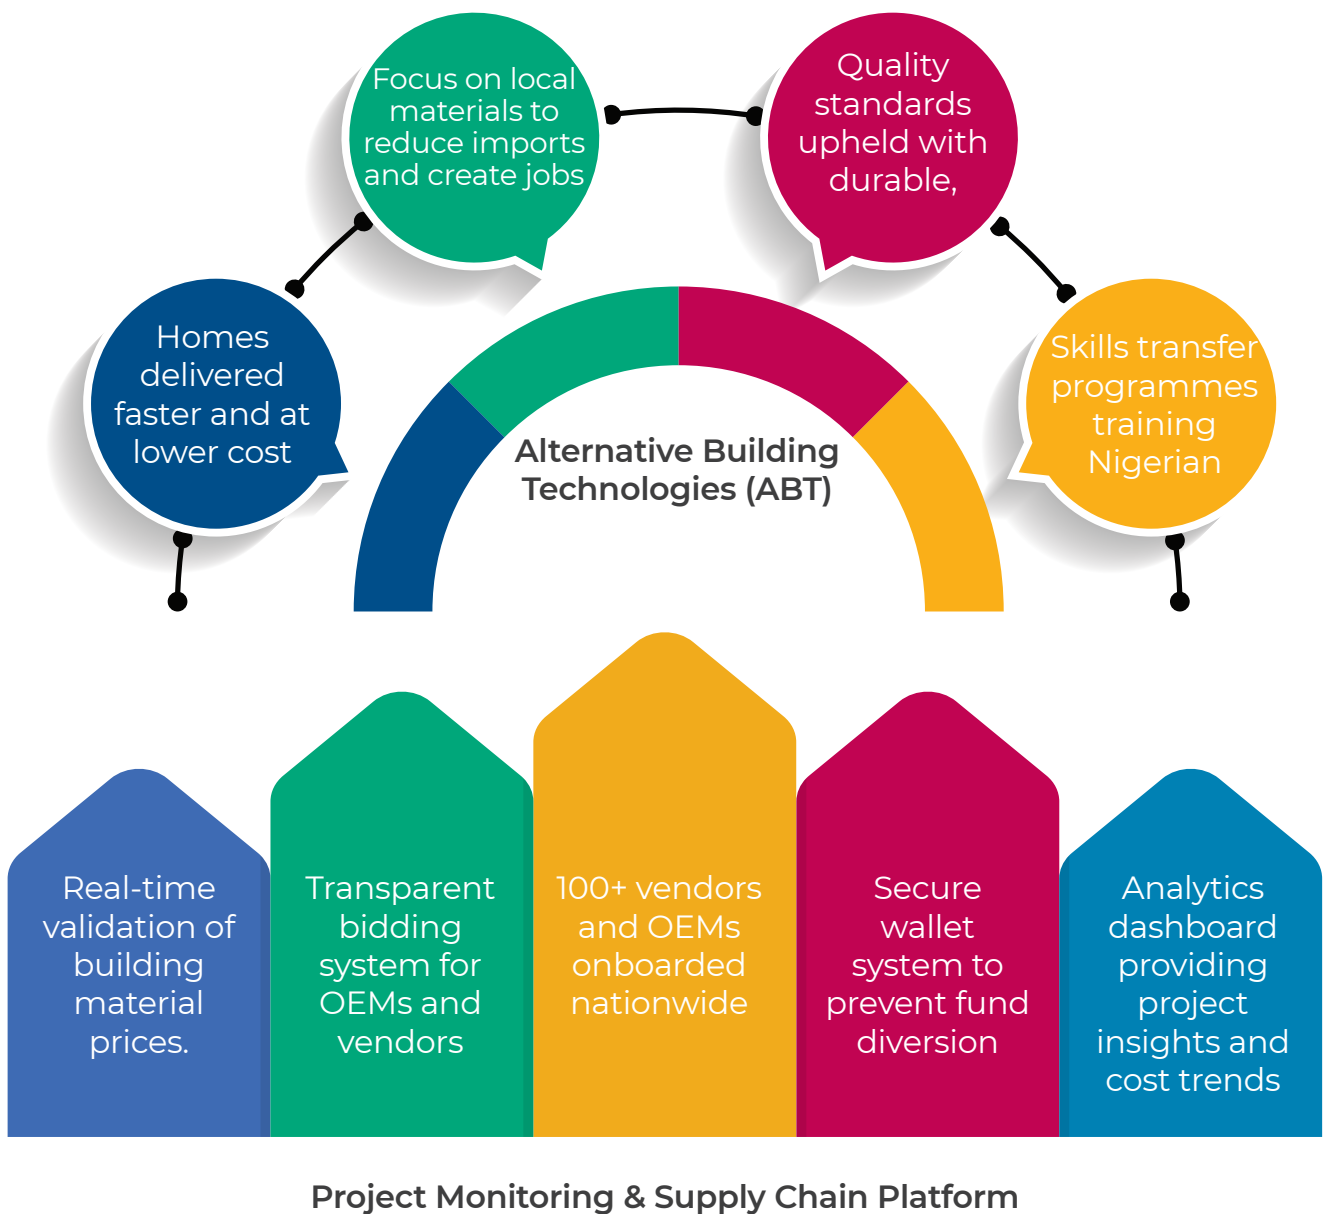 Focus on local
materials to
reduce imports
and create jobs
Quality
standards
upheld with
durable,
Homes
delivered
faster and at
lower cost
Skills transfer
programmes
training
Nigerian
Alternative Building
Technologies (ABT)
Real-time
validation of
building
material
prices.
Transparent
bidding
system for
OEMs and
vendors
100+ vendors
and OEMs
onboarded
nationwide
Secure
wallet
system to
prevent fund
diversion
Analytics
dashboard
providing
project
insights and
cost trends
Project Monitoring & Supply Chain Platform